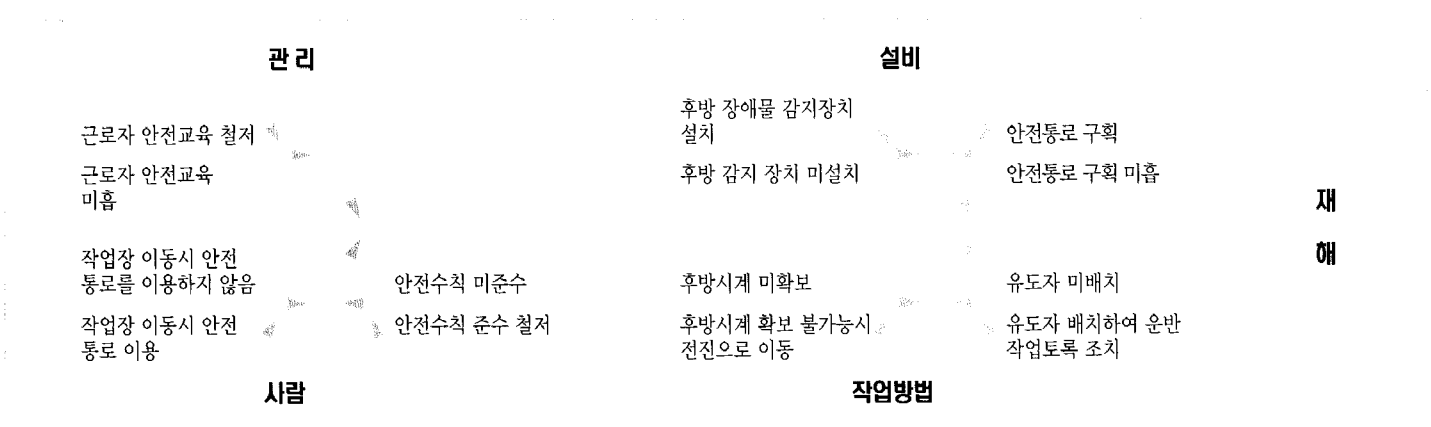 관 리
설비
근로자 안전교육 철저
후방 장애물 감지장치
설치
안전통로 구획
근로자 안전교육
미흡
후방 감지 장치 미설치
안전통로 구획 미흡
재
해
작업장 이동시 안전
통로를 이용하지 않음
안전수칙 미준수
후방시계 미확보
유도자 미배치
작업장 이동시 안전
통로 이용
안전수칙 준수 철저
후방시계 확보 불가능시
전진으로 이동
유도자 배치하여 운반
작업토록 조치
사람
작업방법